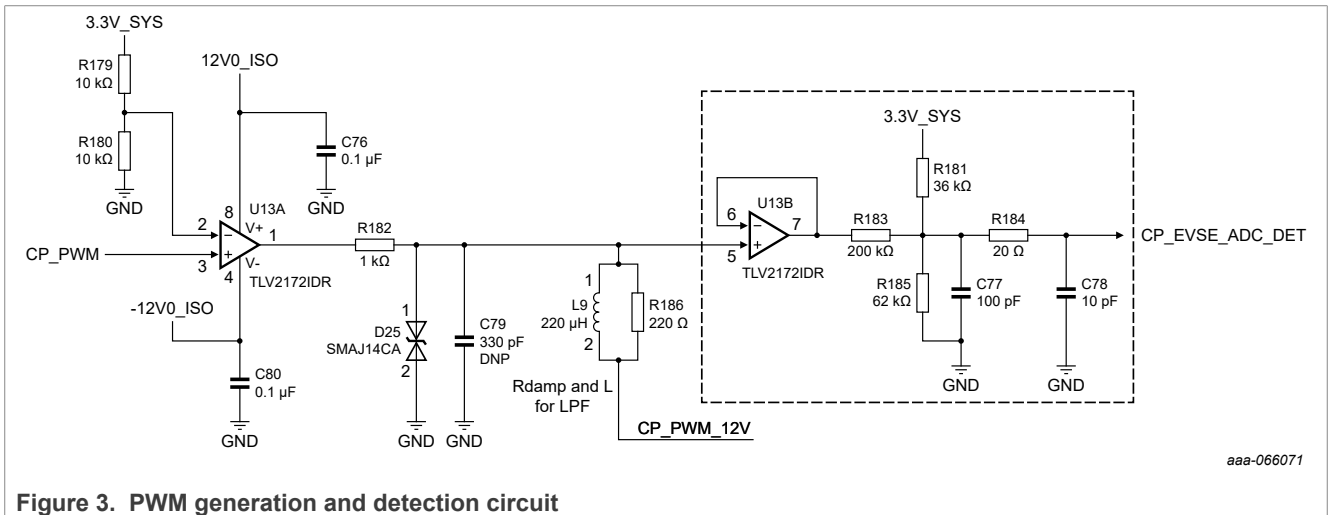 3.3V_SYS
R179
10 kΩ
R180
10 kΩ
GND
12V0_ISO
C76
0.1 µF
GND
U13A
8
V+
2
−
1
CP_PWM
+
3
V-
4
TLV2172IDR
-12V0_ISO
C80
0.1 µF
GND
R182
1 kΩ
1
D25
SMAJ14CA
2
GND
C79
330 pF
DNP
GND
1
L9
220 µH
2
R186
220 Ω
Rdamp and L
for LPF
CP_PWM_12V
U13B
6
−
7
+
5
TLV2172IDR
R183
200 kΩ
3.3V_SYS
R181
36 kΩ
R185
62 kΩ
C77
100 pF
GND
R184
20 Ω
C78
10 pF
GND
CP_EVSE_ADC_DET
aaa-066071
Figure 3. PWM generation and detection circuit